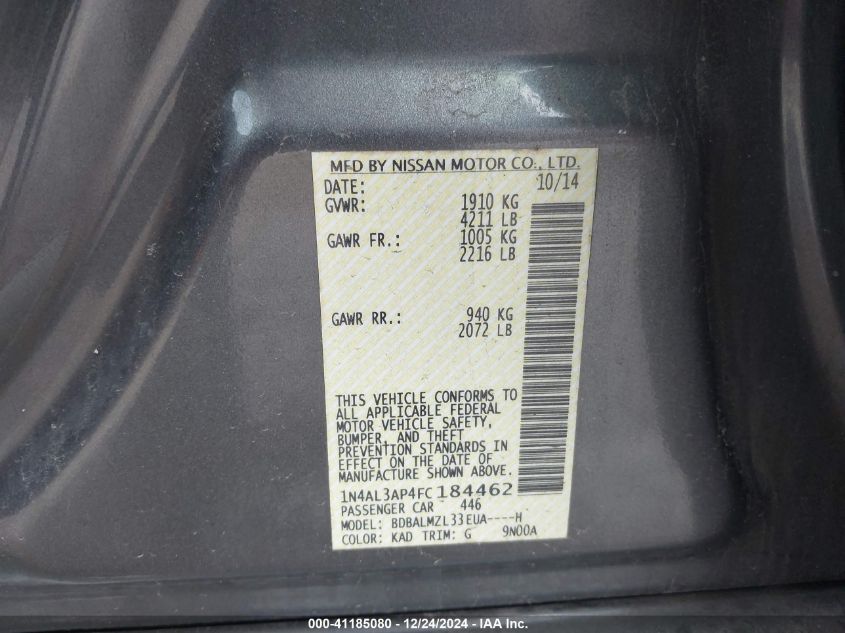 MFD BY NISSAN MOTOR CO., LTD.
DATE: 10/14
GVWR: 1910 KG
4211 LB
GAWR FR.: 1005 KG
2216 LB
GAWR RR.: 940 KG
2072 LB
THIS VEHICLE CONFORMS TO
ALL APPLICABLE FEDERAL
MOTOR VEHICLE SAFETY,
BUMPER, AND THEFT
PREVENTION STANDARDS IN
EFFECT ON THE DATE OF
MANUFACTURE SHOWN ABOVE.
1N4AL3AP4FC184462
PASSENGER CAR 446
MODEL: BDBALMZL33EUA----H
COLOR: KAD TRIM: G 9N00A
000-41185080 - 12/24/2024 - IAA Inc.